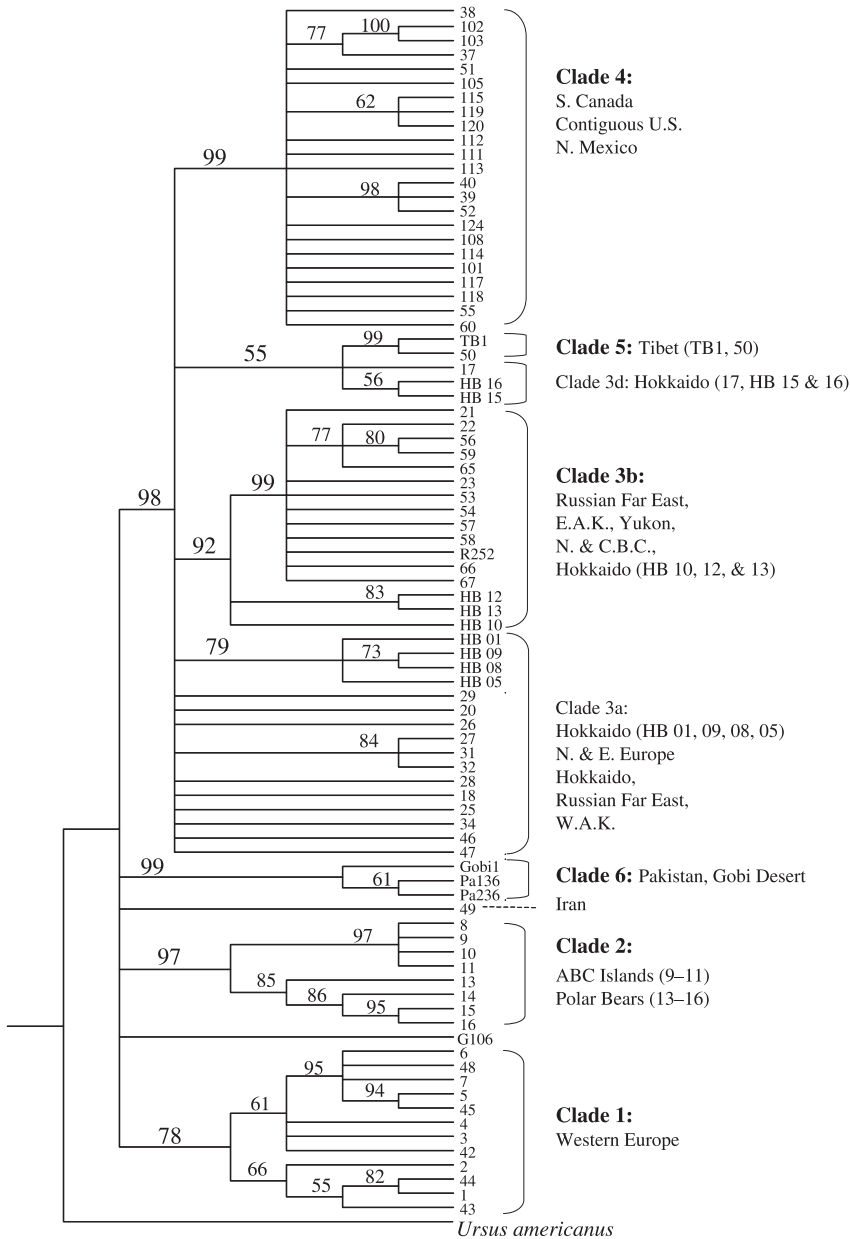 38
102
103
37
51
105
115
119
120
112
111
113
40
39
52
124
108
114
101
117
118
55
60
TB1
50
17
HB 16
HB 15
21
22
56
59
65
23
53
54
57
58
R252
66
67
HB 12
HB 13
HB 10
HB 01
HB 09
HB 08
HB 05
29
20
26
27
31
32
28
18
25
34
46
47
Gobi1
Pa136
Pa236
49
8
9
10
11
13
14
15
16
G106
6
48
7
5
45
4
3
42
2
44
1
43
Ursus americanus
77
100
62
99
98
99
55
56
77
80
99
98
92
83
79
73
84
99
61
97
97
85
86
95
95
94
61
78
66
82
55
Clade 4:
S. Canada
Contiguous U.S.
N. Mexico
Clade 5: Tibet (TB1, 50)
Clade 3d: Hokkaido (17, HB 15 & 16)
Clade 3b:
Russian Far East,
E.A.K., Yukon,
N. & C.B.C.,
Hokkaido (HB 10, 12, & 13)
Clade 3a:
Hokkaido (HB 01, 09, 08, 05)
N. & E. Europe
Hokkaido,
Russian Far East,
W.A.K.
Clade 6: Pakistan, Gobi Desert
Iran
Clade 2:
ABC Islands (9–11)
Polar Bears (13–16)
Clade 1:
Western Europe